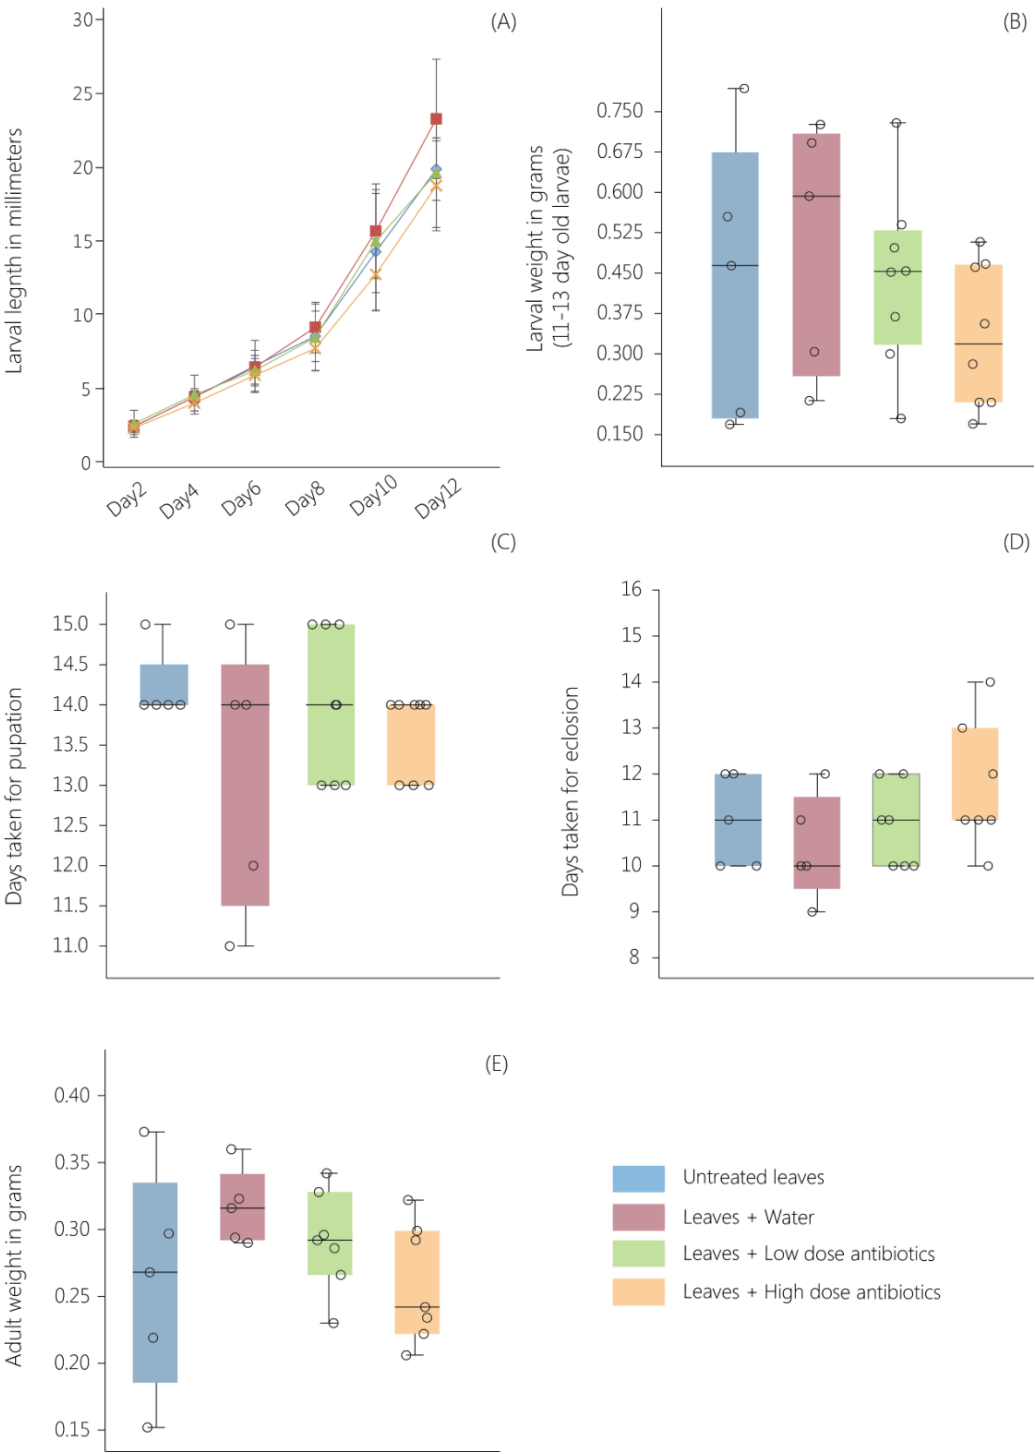 (A)
Larval legnth in millimeters
30
25
20
15
10
5
0
Day2
Day4
Day6
Day8
Day10
Day12
(B)
Larval weight in grams
(11-13 day old larvae)
0.750
0.675
0.600
0.525
0.450
0.375
0.300
0.225
0.150
(C)
Days taken for pupation
15.0
14.5
14.0
13.5
13.0
12.5
12.0
11.5
11.0
(D)
Days taken for eclosion
16
15
14
13
12
11
10
9
8
(E)
Adult weight in grams
0.40
0.35
0.30
0.25
0.20
0.15
Untreated leaves
Leaves + Water
Leaves + Low dose antibiotics
Leaves + High dose antibiotics